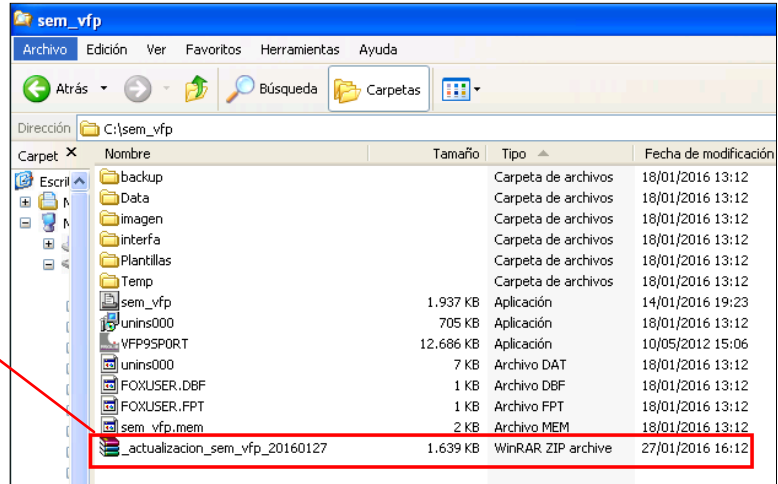 sem_vfp
Archivo Edición Ver Favoritos Herramientas Ayuda
Atrás Búsqueda Carpetas
Dirección C:\sem_vfp
Carpet Nombre Tamaño Tipo Fecha de modificación
Escrit backup Carpeta de archivos 18/01/2016 13:12
Data Carpeta de archivos 18/01/2016 13:12
imagen Carpeta de archivos 18/01/2016 13:12
interfa Carpeta de archivos 18/01/2016 13:12
Plantillas Carpeta de archivos 18/01/2016 13:12
Temp Carpeta de archivos 18/01/2016 13:12
sem_vfp 1.937 KB Aplicación 14/01/2016 19:23
unins000 705 KB Aplicación 18/01/2016 13:12
VFP9SPORT 12.686 KB Aplicación 10/05/2012 15:06
unins000 7 KB Archivo DAT 18/01/2016 13:12
FOXUSER.DBF 1 KB Archivo DBF 18/01/2016 13:12
FOXUSER.FPT 1 KB Archivo FPT 18/01/2016 13:12
sem_vfp.mem 2 KB Archivo MEM 18/01/2016 13:12
_actualizacion_sem_vfp_20160127 1.639 KB WinRAR ZIP archive 27/01/2016 16:12